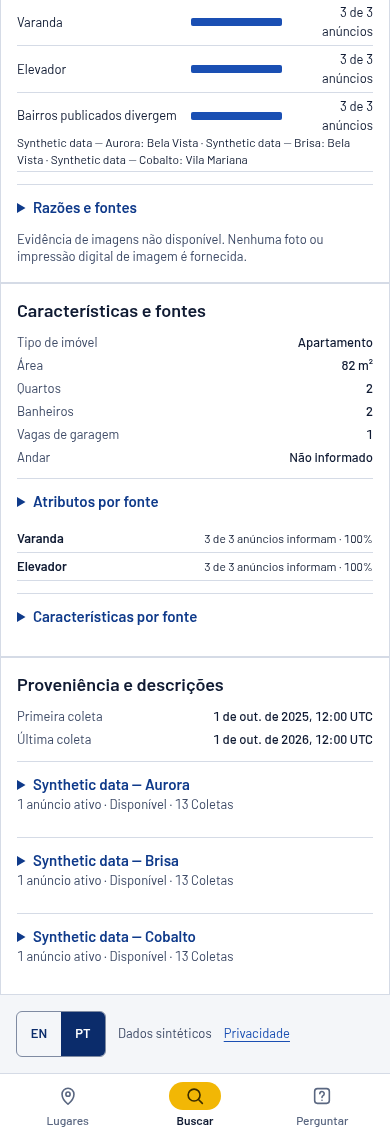 Varanda
3 de 3
anúncios
Elevador
3 de 3
anúncios
Bairros publicados divergem
3 de 3
anúncios
Synthetic data — Aurora: Bela Vista · Synthetic data — Brisa: Bela
Vista · Synthetic data — Cobalto: Vila Mariana
Razões e fontes
Evidência de imagens não disponível. Nenhuma foto ou
impressão digital de imagem é fornecida.
Características e fontes
Tipo de imóvel Apartamento
Área 82 m²
Quartos 2
Banheiros 2
Vagas de garagem 1
Andar Não informado
Atributos por fonte
Varanda 3 de 3 anúncios informam · 100%
Elevador 3 de 3 anúncios informam · 100%
Características por fonte
Proveniência e descrições
Primeira coleta 1 de out. de 2025, 12:00 UTC
Última coleta 1 de out. de 2026, 12:00 UTC
Synthetic data — Aurora
1 anúncio ativo · Disponível · 13 Coletas
Synthetic data — Brisa
1 anúncio ativo · Disponível · 13 Coletas
Synthetic data — Cobalto
1 anúncio ativo · Disponível · 13 Coletas
EN PT Dados sintéticos Privacidade
Lugares Buscar Perguntar